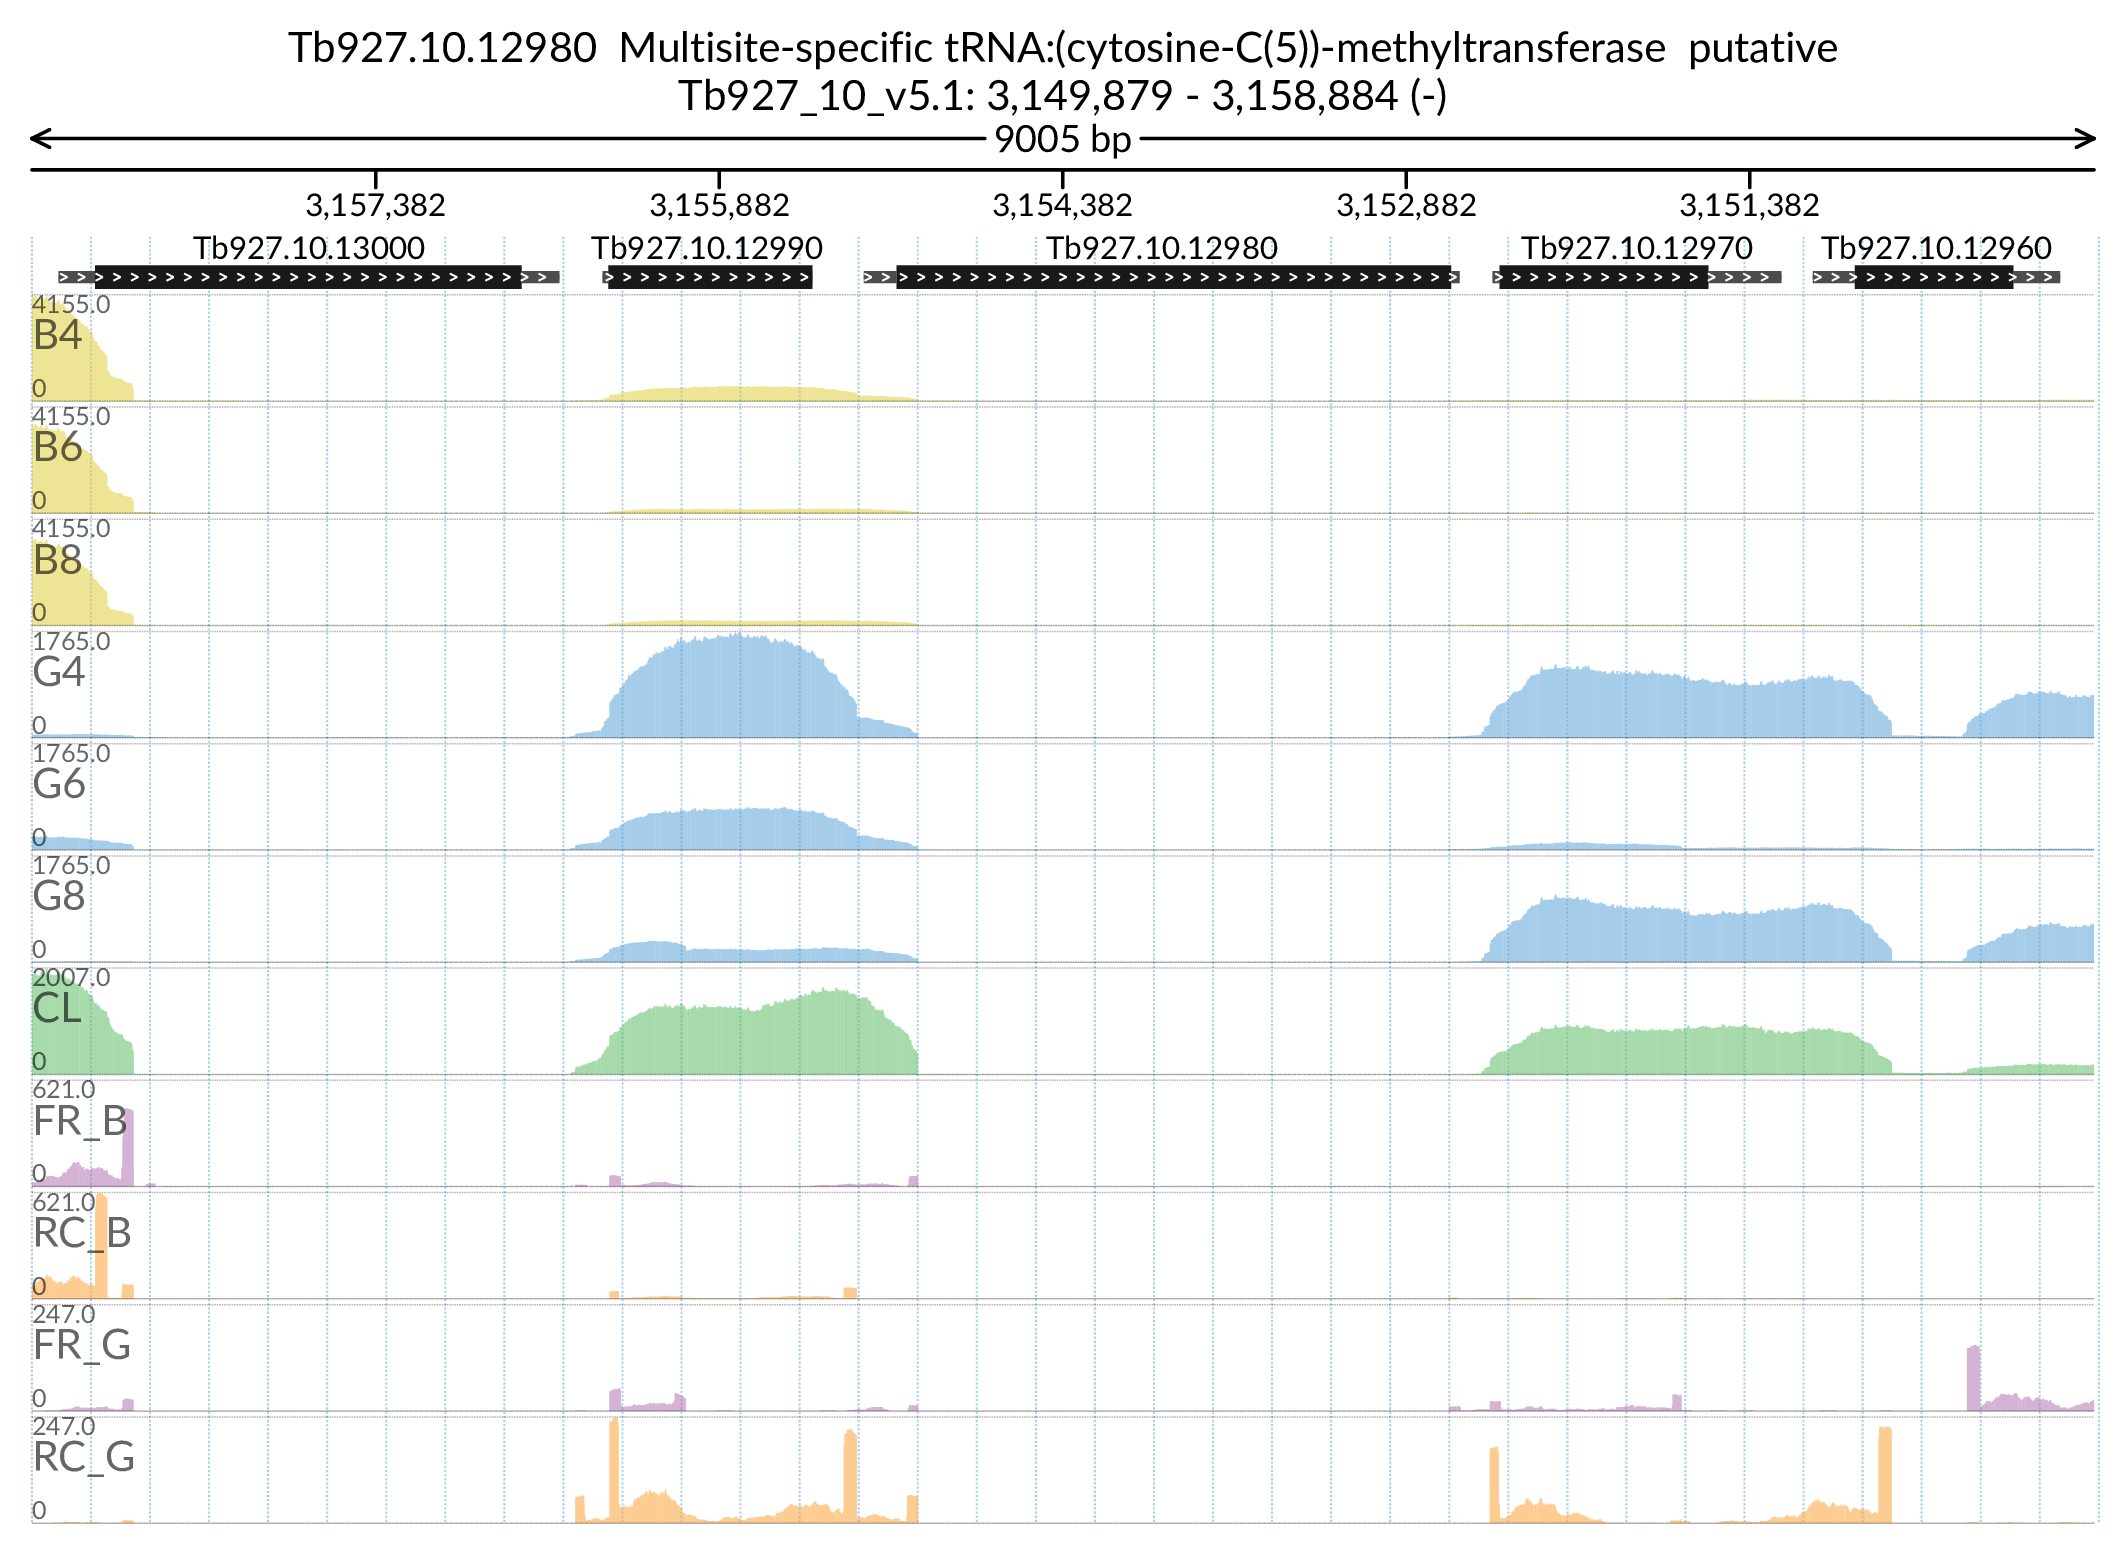 Tb927.10.12980  Multisite-specific tRNA:(cytosine-C(5))-methyltransferase  putative
Tb927_10_v5.1: 3,149,879 - 3,158,884 (-)
9005 bp
3,157,382 3,155,882 3,154,382 3,152,882 3,151,382
Tb927.10.13000 Tb927.10.12990 Tb927.10.12980 Tb927.10.12970 Tb927.10.12960
4155.0
B4
0
4155.0
B6
0
4155.0
B8
0
1765.0
G4
0
1765.0
G6
0
1765.0
G8
0
2007.0
CL
0
621.0
FR_B
0
621.0
RC_B
0
247.0
FR_G
0
247.0
RC_G
0